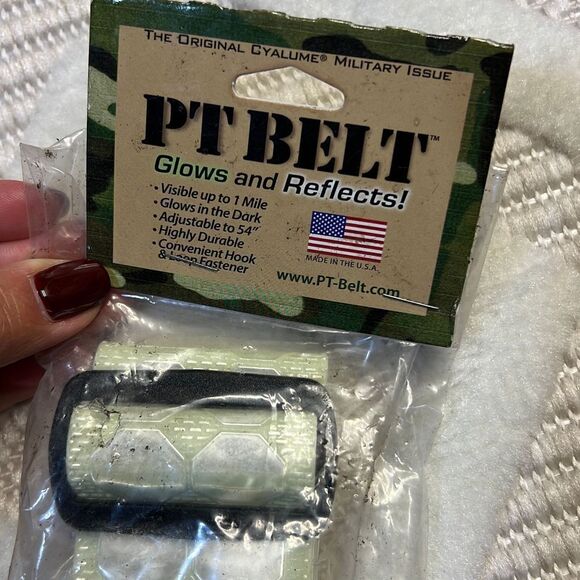 The Original Cyalume® Military Issue
PT BELT™
Glows and Reflects!
• Visible up to 1 Mile
• Glows in the Dark
• Adjustable to 54"
• Highly Durable
• Convenient Hook
& Loop Fastener
MADE IN THE U.S.A.
www.PT-Belt.com